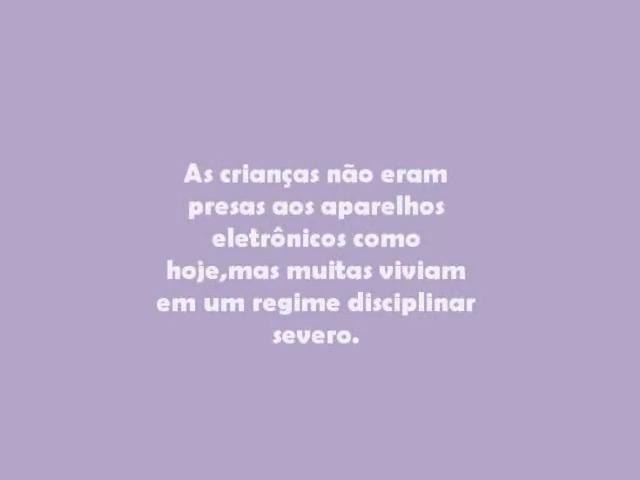 As crianças não eram
presas aos aparelhos
eletrônicos como
hoje,mas muitas viviam
em um regime disciplinar
severo.